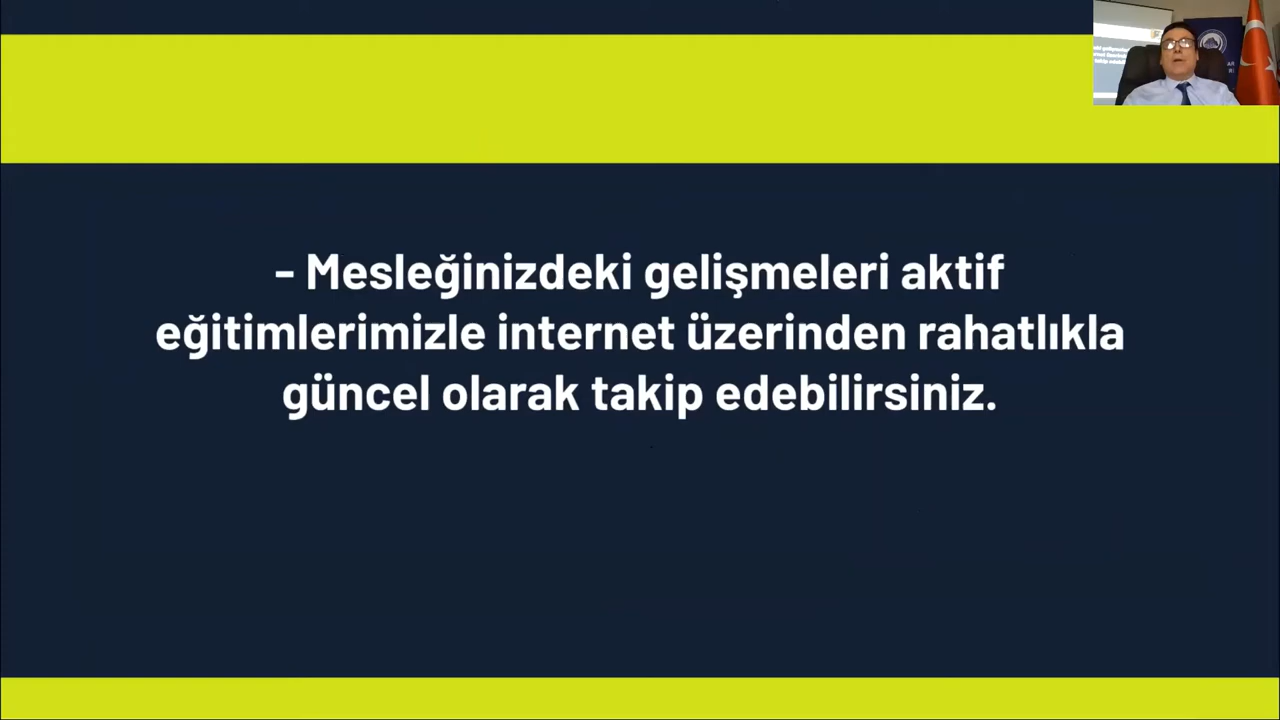 - Mesleğinizdeki gelişmeleri aktif
eğitimlerimizle internet üzerinden rahatlıkla
güncel olarak takip edebilirsiniz.